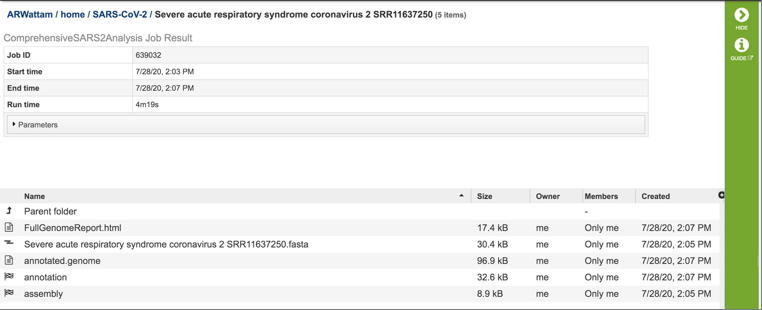 ARWattam / home / SARS-CoV-2 / Severe acute respiratory syndrome coronavirus 2 SRR11637250 (5 items)
HIDE
GUIDE
ComprehensiveSARS2Analysis Job Result
Job ID 639032
Start time 7/28/20, 2:03 PM
End time 7/28/20, 2:07 PM
Run time 4m19s
Parameters
Name Size Owner Members Created
Parent folder -
FullGenomeReport.html 17.4 kB me Only me 7/28/20, 2:07 PM
Severe acute respiratory syndrome coronavirus 2 SRR11637250.fasta 30.4 kB me Only me 7/28/20, 2:05 PM
annotated.genome 96.9 kB me Only me 7/28/20, 2:07 PM
annotation 32.6 kB me Only me 7/28/20, 2:07 PM
assembly 8.9 kB me Only me 7/28/20, 2:05 PM